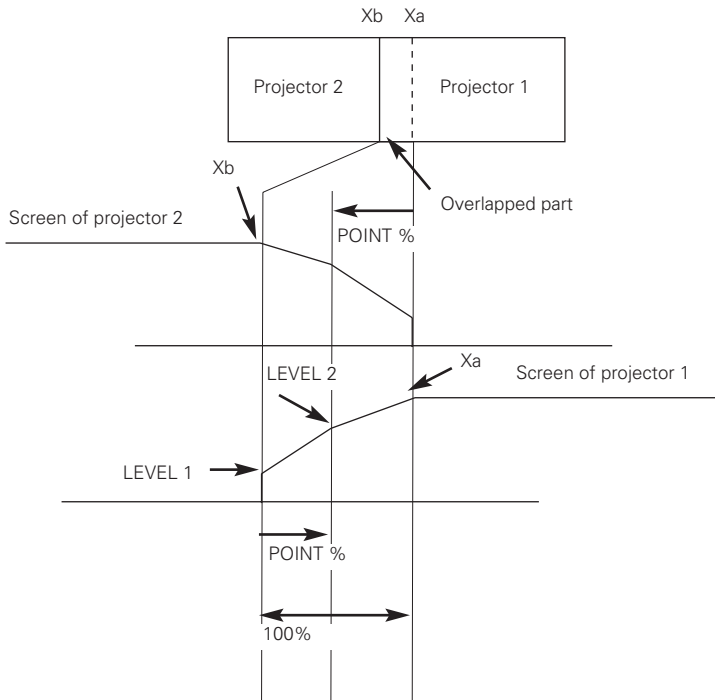 Xb Xa
Projector 2 Projector 1
Overlapped part
Xb
Screen of projector 2
POINT %
LEVEL 2
Xa
Screen of projector 1
LEVEL 1
POINT %
100%